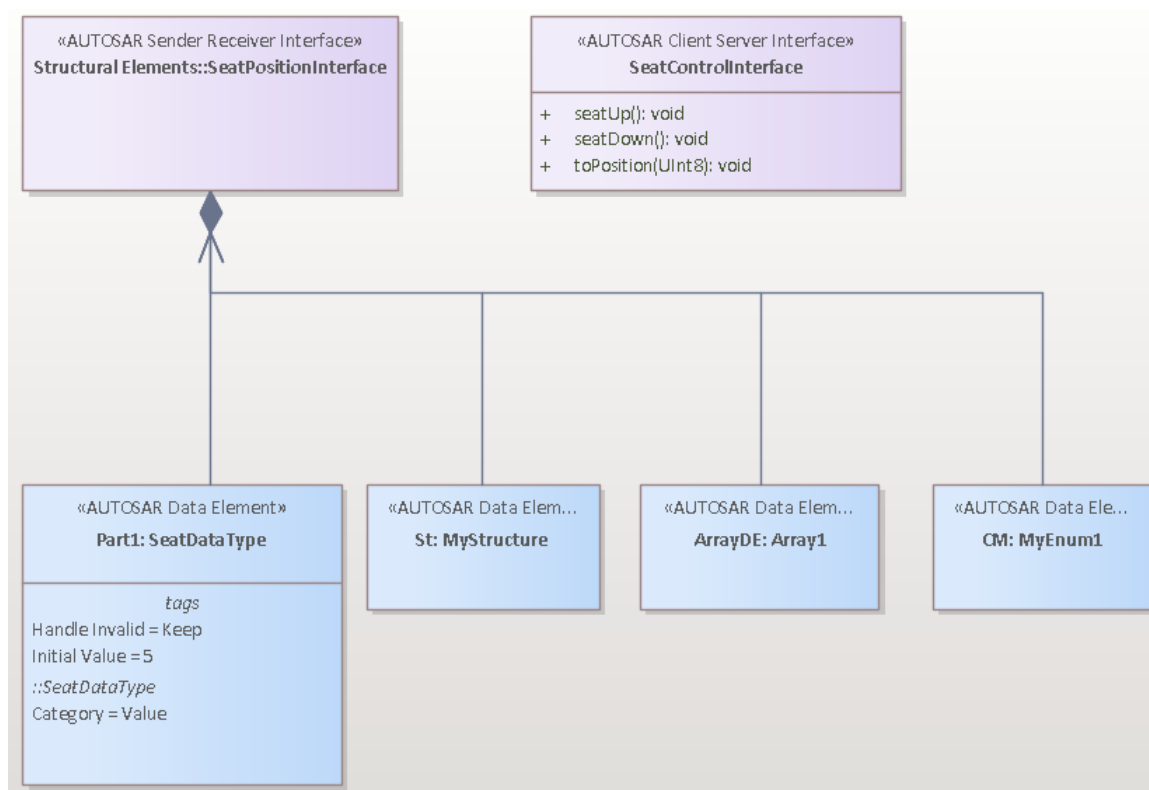 «AUTOSAR Sender Receiver Interface»
Structural Elements::SeatPositionInterface
«AUTOSAR Client Server Interface»
SeatControlInterface
+ seatUp(): void
+ seatDown(): void
+ toPosition(UInt8): void
«AUTOSAR Data Element»
Part1: SeatDataType
tags
Handle Invalid = Keep
Initial Value = 5
::SeatDataType
Category = Value
«AUTOSAR Data Elem...
St: MyStructure
«AUTOSAR Data Elem...
ArrayDE: Array1
«AUTOSAR Data Ele...
CM: MyEnum1